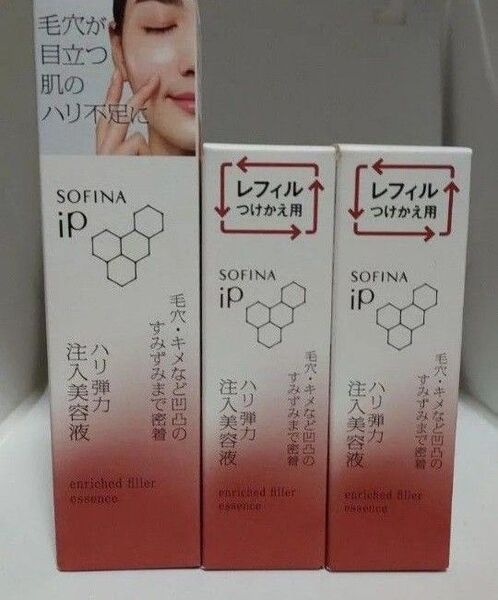 毛穴が
目立つ
肌の
ハリ不足に
SOFINA
iP
毛穴・キメなど凹凸の
すみずみまで密着
ハリ弾力
注入美容液
enriched filler
essence
レフィル
つけかえ用
SOFINA
iP
毛穴・キメなど凹凸の
すみずみまで密着
ハリ弾力
注入美容液
enriched filler
essence
レフィル
つけかえ用
SOFINA
iP
毛穴・キメなど凹凸の
すみずみまで密着
ハリ弾力
注入美容液
enriched filler
essence